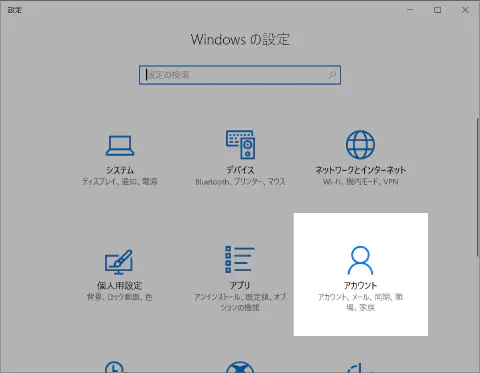 設定
Windows の設定
設定の検索
システム
ディスプレイ、通知、電源
デバイス
Bluetooth、プリンター、マウス
ネットワークとインターネット
Wi-Fi、機内モード、VPN
個人用設定
背景、ロック画面、色
アプリ
アンインストール、既定値、オプ
ションの機能
アカウント
アカウント、メール、同期、職
場、家族